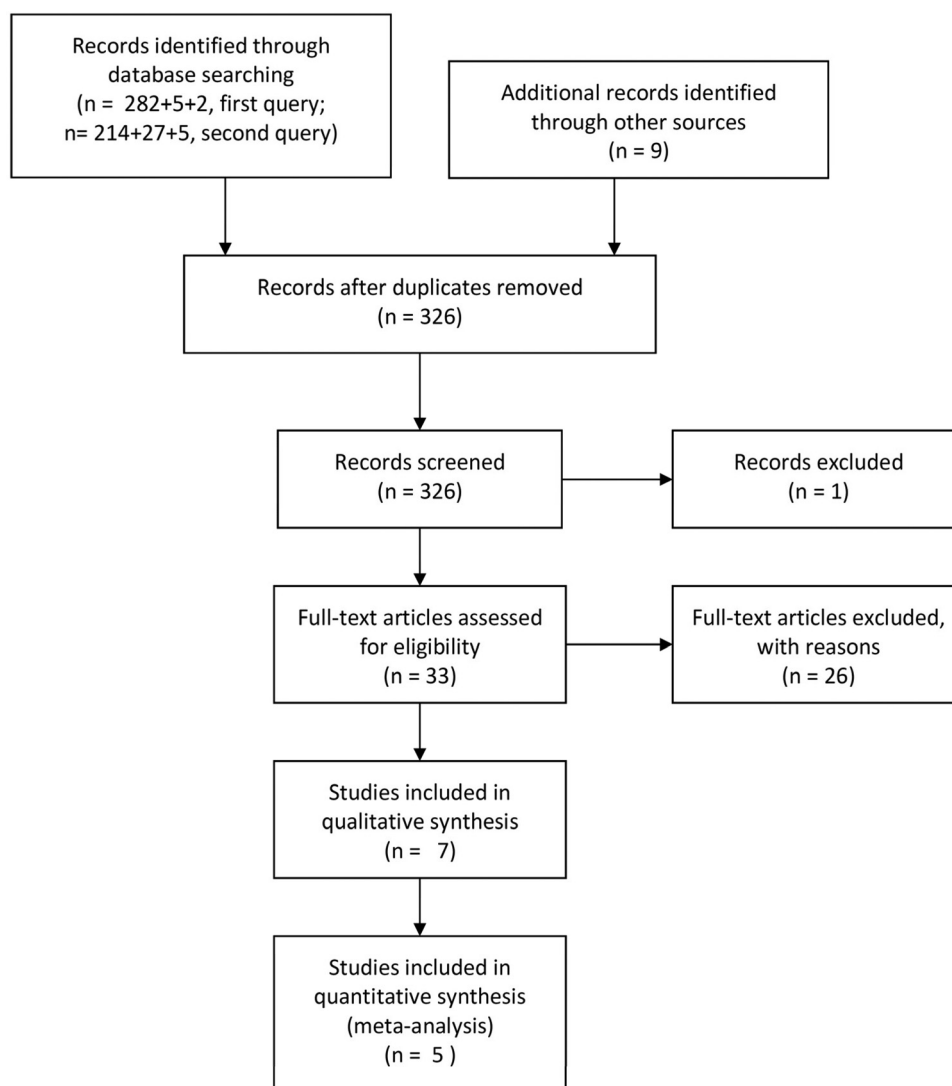 Records identified through
database searching
(n = 282+5+2, first query;
n= 214+27+5, second query)
Additional records identified
through other sources
(n = 9)
Records after duplicates removed
(n = 326)
Records screened
(n = 326)
Records excluded
(n = 1)
Full-text articles assessed
for eligibility
(n = 33)
Full-text articles excluded,
with reasons
(n = 26)
Studies included in
qualitative synthesis
(n = 7)
Studies included in
quantitative synthesis
(meta-analysis)
(n = 5 )